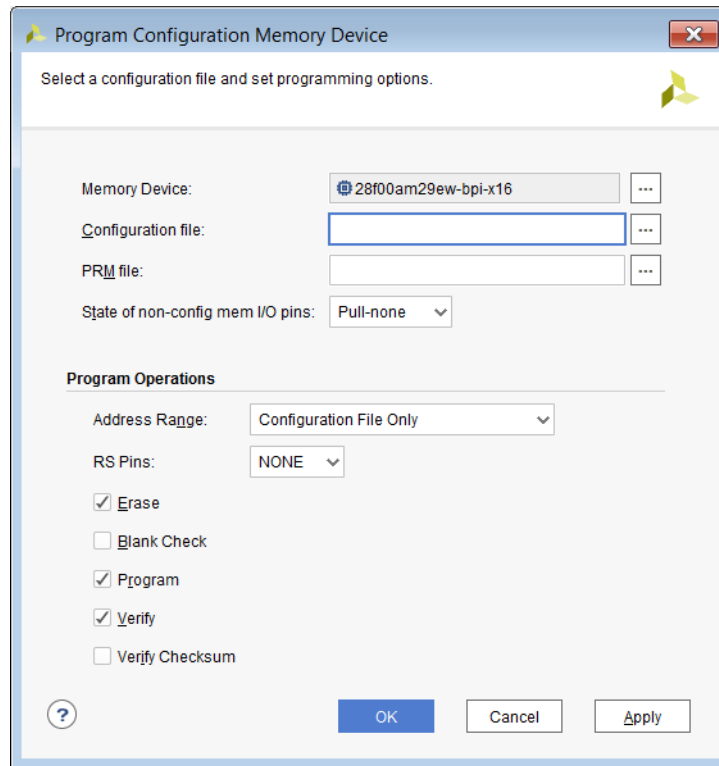 Program Configuration Memory Device
Select a configuration file and set programming options.
Memory Device: 28f00am29ew-bpi-x16 ...
Configuration file: ...
PRM file: ...
State of non-config mem I/O pins: Pull-none
Program Operations
Address Range: Configuration File Only
RS Pins: NONE
Erase
Blank Check
Program
Verify
Verify Checksum
? OK Cancel Apply